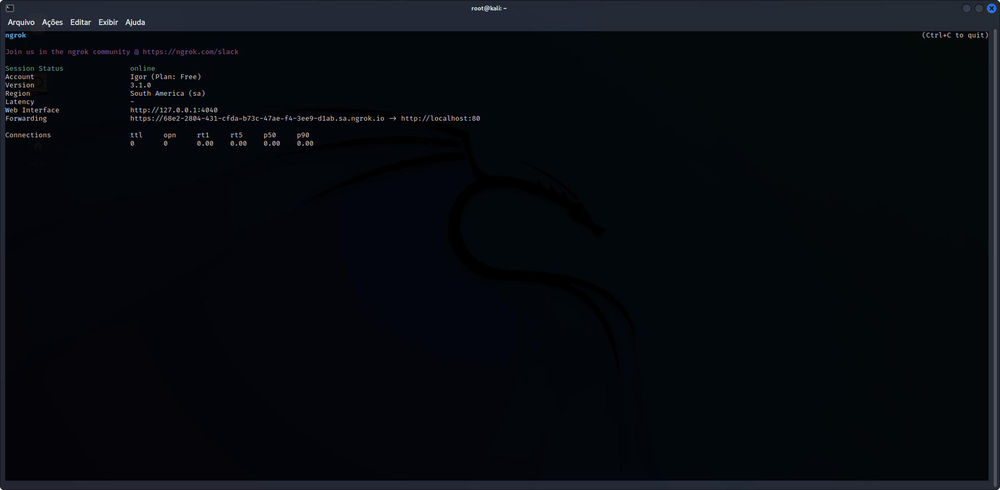 root@kali: ~
Arquivo Ações Editar Exibir Ajuda
ngrok (Ctrl+C to quit)
Join us in the ngrok community @ https://ngrok.com/slack
Session Status online
Account Igor (Plan: Free)
Version 3.1.0
Region South America (sa)
Latency -
Web Interface http://127.0.0.1:4040
Forwarding https://68e2-2804-431-cfda-b73c-47ae-f4-3ee9-d1ab.sa.ngrok.io -> http://localhost:80
Connections ttl opn rt1 rt5 p50 p90
0 0 0.00 0.00 0.00 0.00